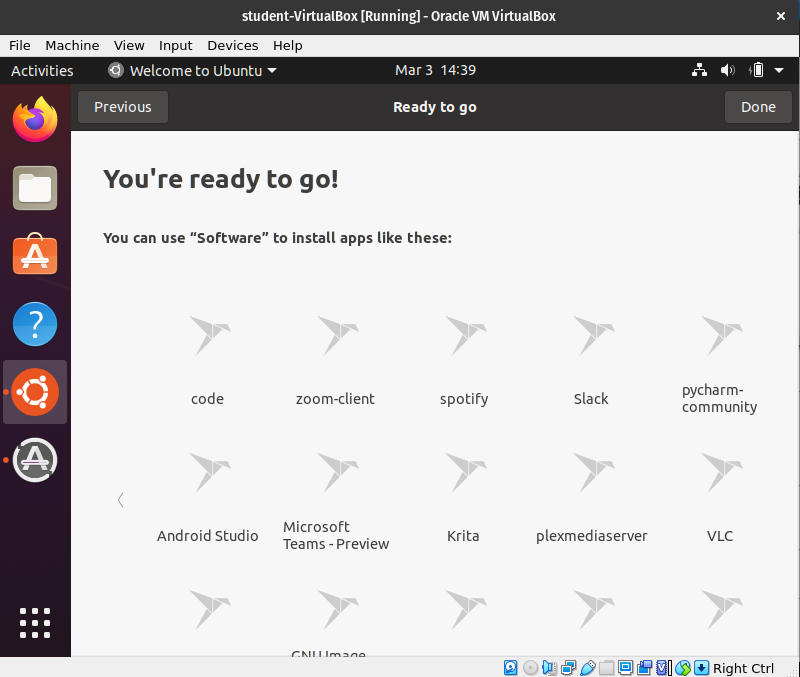 student-VirtualBox [Running] - Oracle VM VirtualBox
File Machine View Input Devices Help
Activities Welcome to Ubuntu Mar 3 14:39
Previous Ready to go Done
You're ready to go!
You can use “Software” to install apps like these:
code zoom-client spotify Slack pycharm-
community
Android Studio Microsoft
Teams - Preview Krita plexmediaserver VLC
GNU Image
Right Ctrl